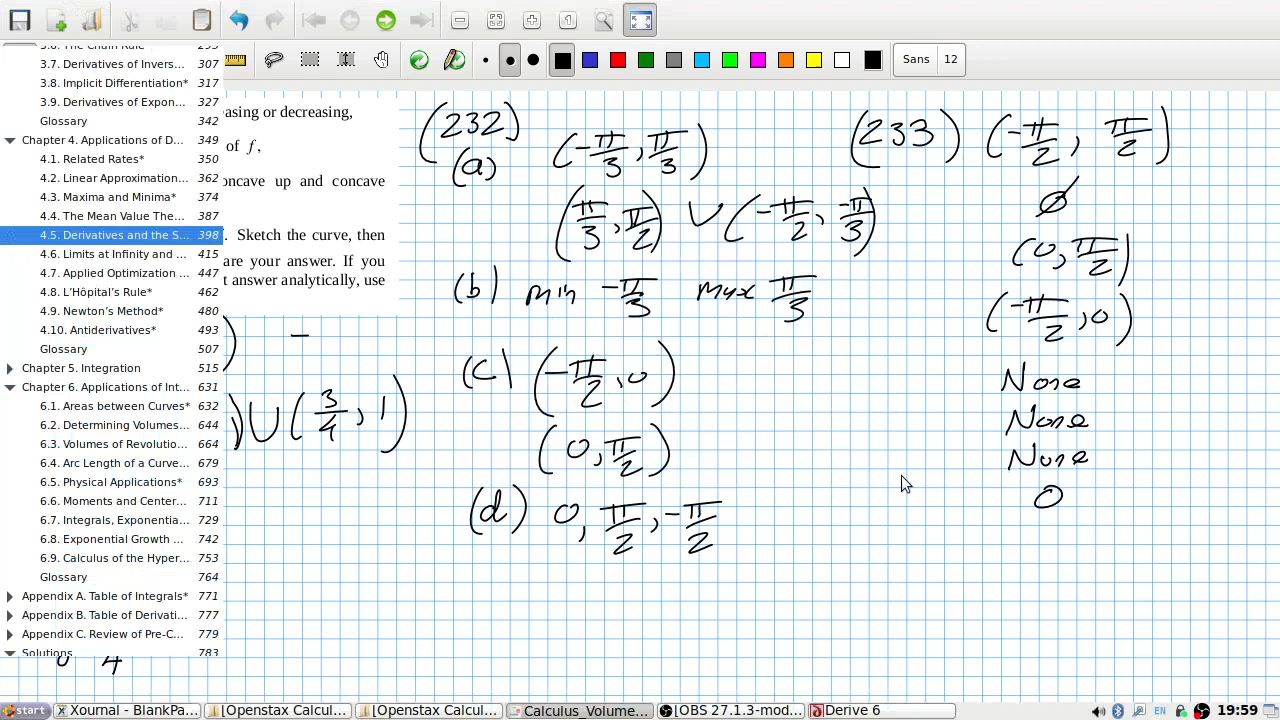 Sans 12
3.6. The Chain Rule 293
3.7. Derivatives of Invers... 307
3.8. Implicit Differentiation* 317
3.9. Derivatives of Expon... 327
Glossary 342
Chapter 4. Applications of D... 349
4.1. Related Rates* 350
4.2. Linear Approximation... 362
4.3. Maxima and Minima* 374
4.4. The Mean Value The... 387
4.5. Derivatives and the S... 398
4.6. Limits at Infinity and ... 415
4.7. Applied Optimization ... 447
4.8. L'Hôpital's Rule* 462
4.9. Newton's Method* 480
4.10. Antiderivatives* 493
Glossary 507
Chapter 5. Integration 515
Chapter 6. Applications of Int... 631
6.1. Areas between Curves* 632
6.2. Determining Volumes... 644
6.3. Volumes of Revolutio... 664
6.4. Arc Length of a Curve... 679
6.5. Physical Applications* 693
6.6. Moments and Center... 711
6.7. Integrals, Exponentia... 729
6.8. Exponential Growth ... 742
6.9. Calculus of the Hyper... 753
Glossary 764
Appendix A. Table of Integrals* 771
Appendix B. Table of Derivati... 777
Appendix C. Review of Pre-C... 779
Solutions 783
asing or decreasing,
of f,
oncave up and concave
. Sketch the curve, then
are your answer. If you
t answer analytically, use
) −
) ∪ (3/4, 1)
4
(232)
(a) (-π/3, π/3)
(π/3, π/2) ∪ (-π/2, -π/3)
(b) min -π/3 max π/3
(c) (-π/2, 0)
(0, π/2)
(d) 0, π/2, -π/2
(233) (-π/2, π/2)
∅
(0, π/2)
(-π/2, 0)
None
None
None
0
start Xournal - BlankPa... [Openstax Calcul... [Openstax Calcul... Calculus_Volume... [OBS 27.1.3-mod... Derive 6 EN 19:59